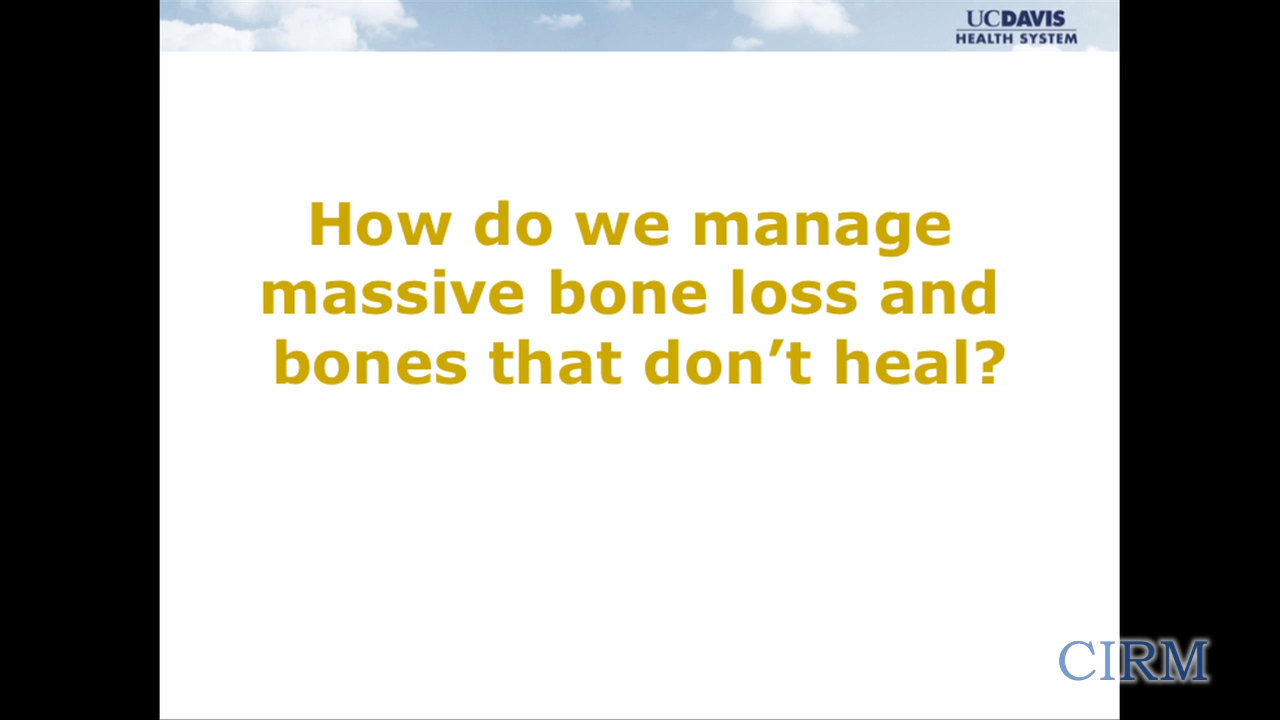 UCDAVIS
HEALTH SYSTEM
How do we manage
massive bone loss and
bones that don’t heal?
CIRM